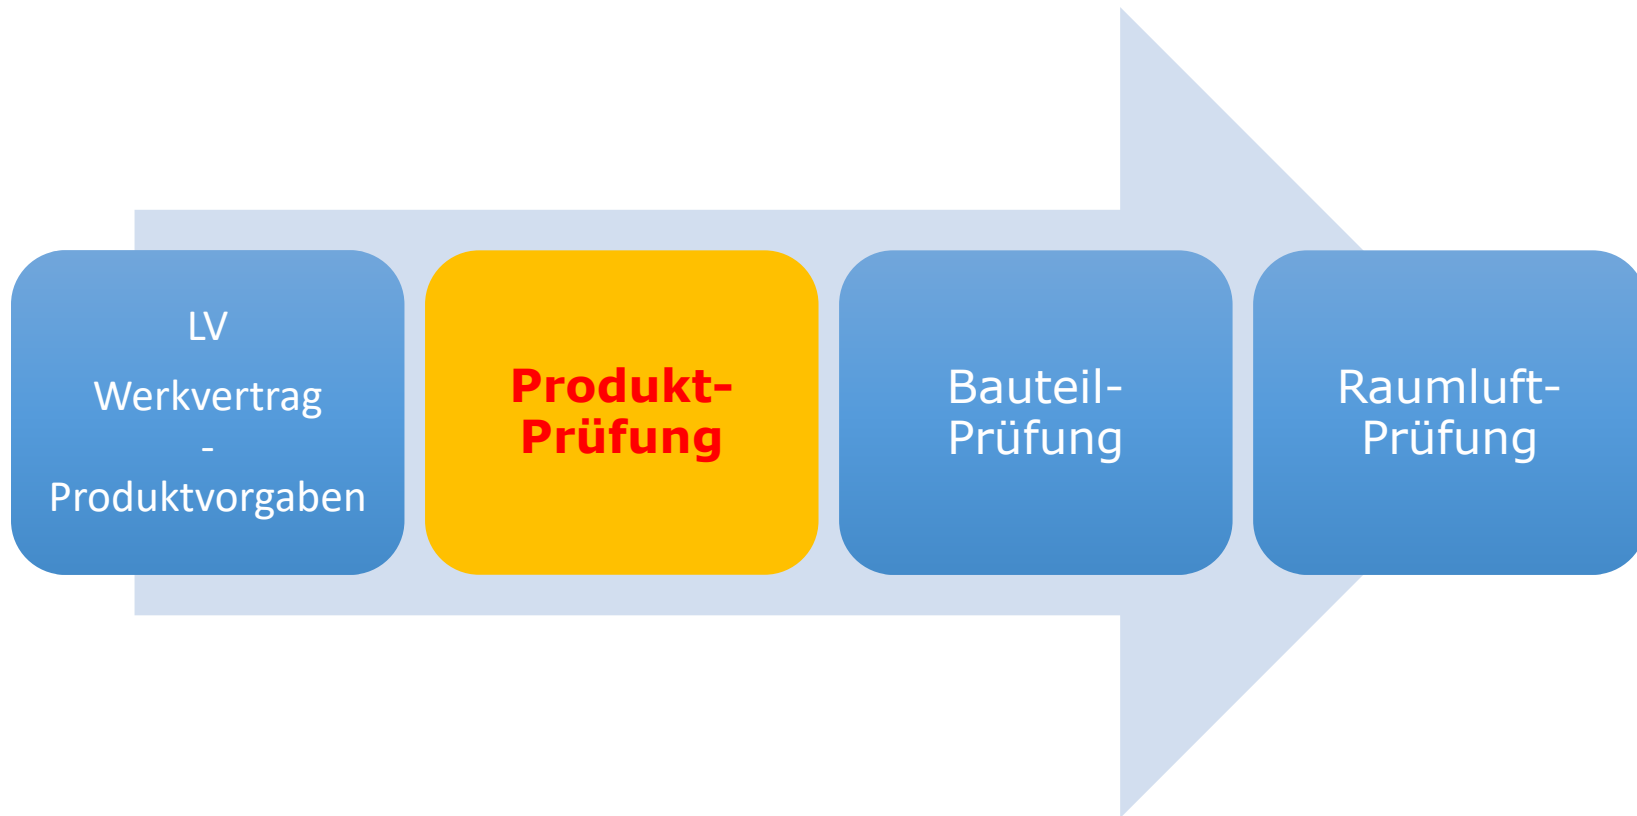 LV
Werkvertrag
-
Produktvorgaben
Produkt-
Prüfung
Bauteil-
Prüfung
Raumluft-
Prüfung